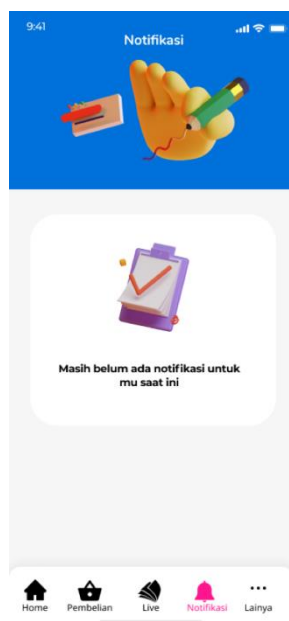 9:41
Notifikasi
Masih belum ada notifikasi untuk
mu saat ini
Home
Pembelian
Live
Notifikasi
Lainya